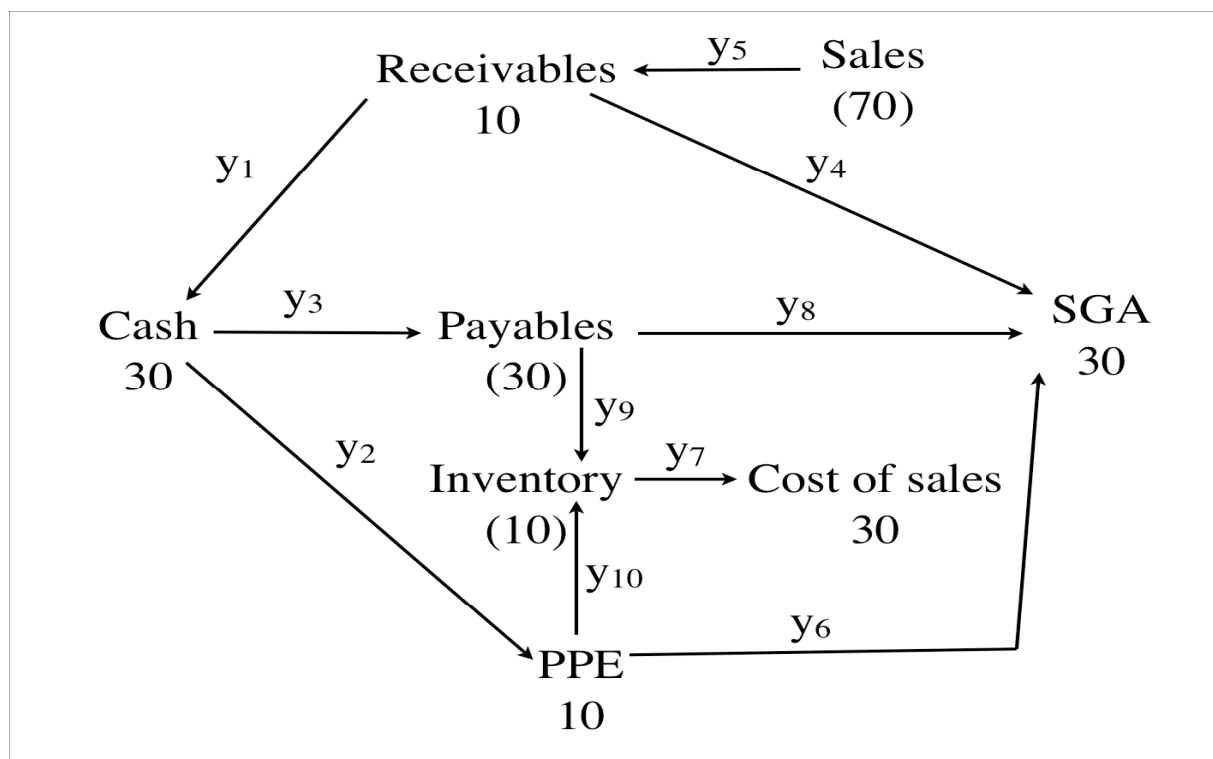 y5
Receivables
10
Sales
(70)
y1
y4
Cash
30
y3
Payables
(30)
y8
SGA
30
y9
y2
Inventory
(10)
y7
Cost of sales
30
y10
y6
PPE
10